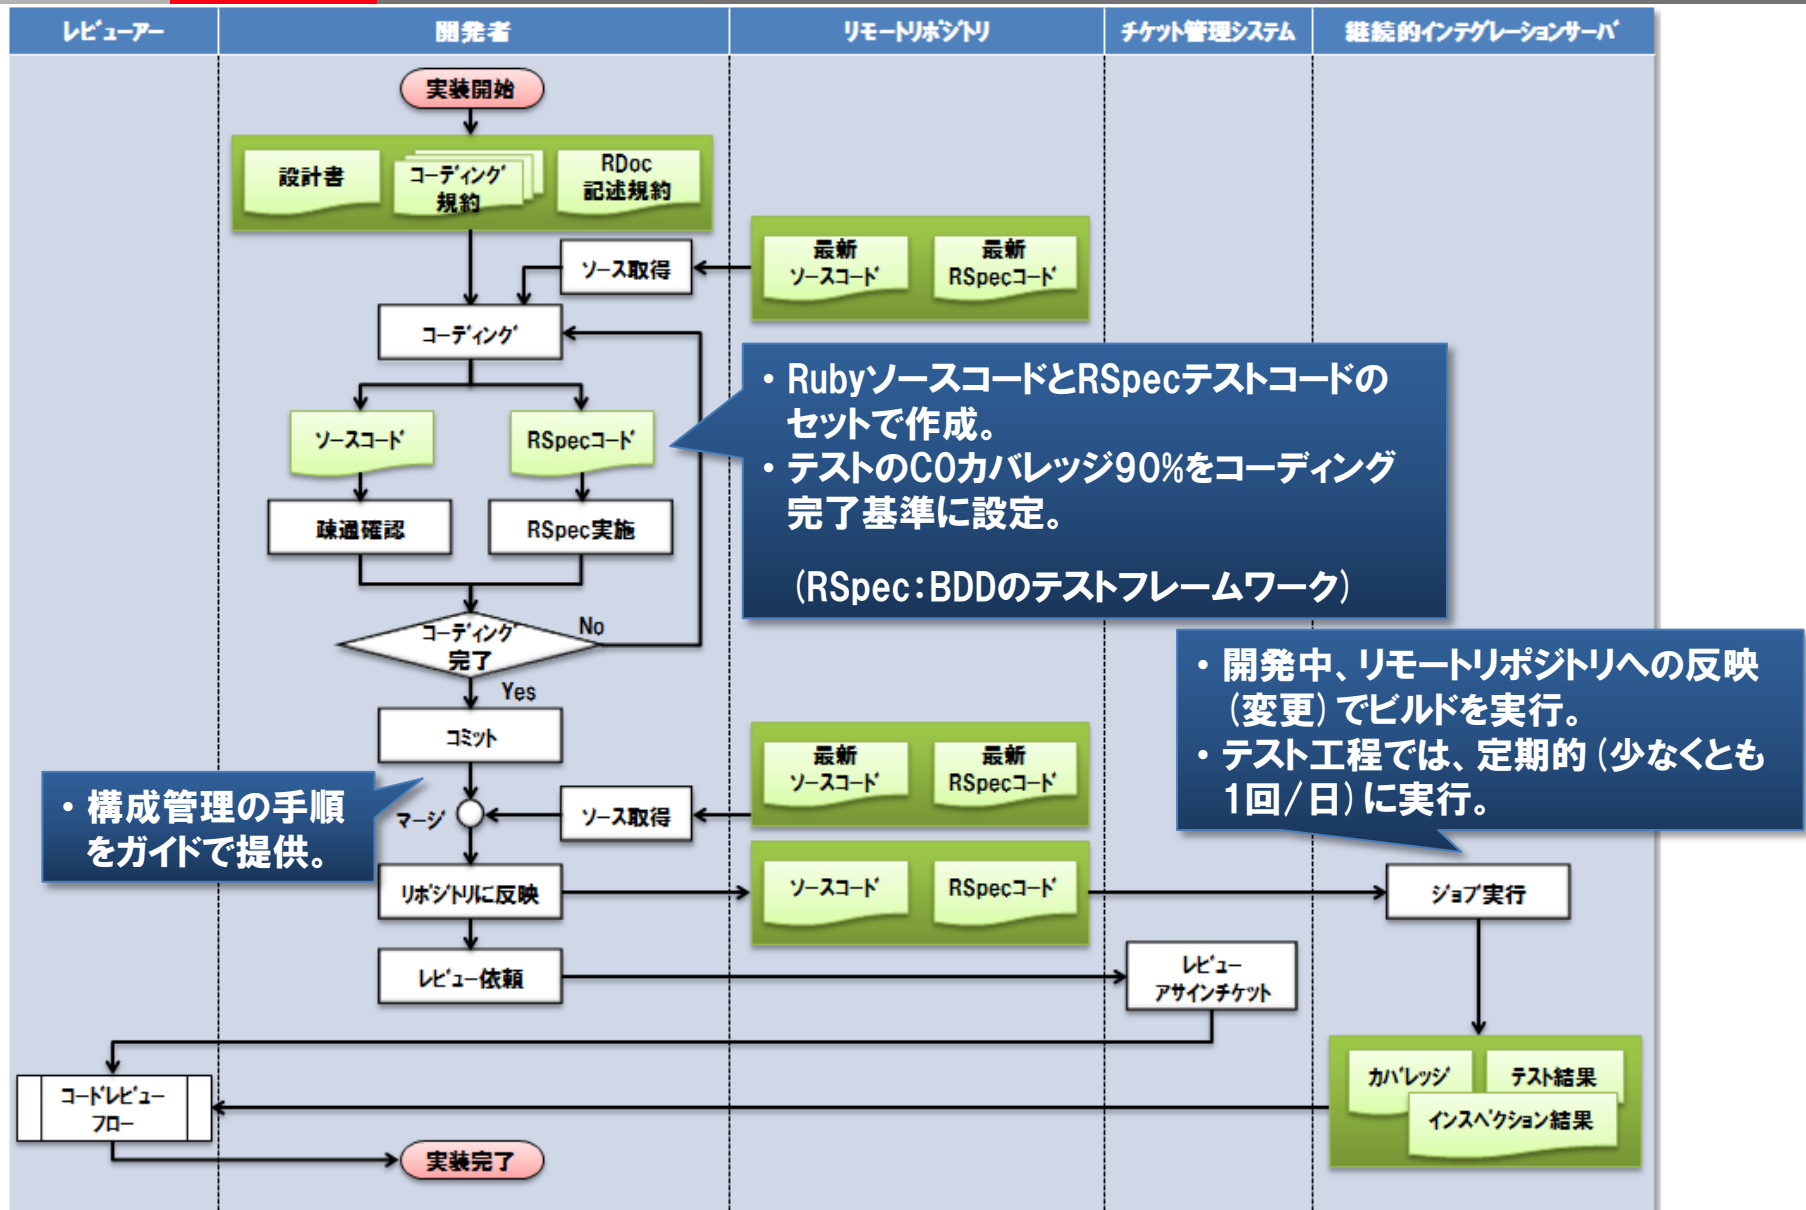 レビューアー
開発者
リモートリポジトリ
チケット管理システム
継続的インテグレーションサーバ
実装開始
設計書
コーディング
規約
RDoc
記述規約
最新
ソースコード
最新
RSpecコード
ソース取得
コーディング
・RubyソースコードとRSpecテストコードの
セットで作成。
・テストのC0カバレッジ90%をコーディング
完了基準に設定。
(RSpec:BDDのテストフレームワーク)
ソースコード
RSpecコード
疎通確認
RSpec実施
コーディング
完了
No
Yes
・開発中、リモートリポジトリへの反映
(変更)でビルドを実行。
・テスト工程では、定期的(少なくとも
1回/日)に実行。
コミット
最新
ソースコード
最新
RSpecコード
・構成管理の手順
をガイドで提供。
マージ
ソース取得
リポジトリに反映
ソースコード
RSpecコード
ジョブ実行
レビュー依頼
レビュー
アサインチケット
カバレッジ
テスト結果
インスペクション結果
コードレビュー
フロー
実装完了